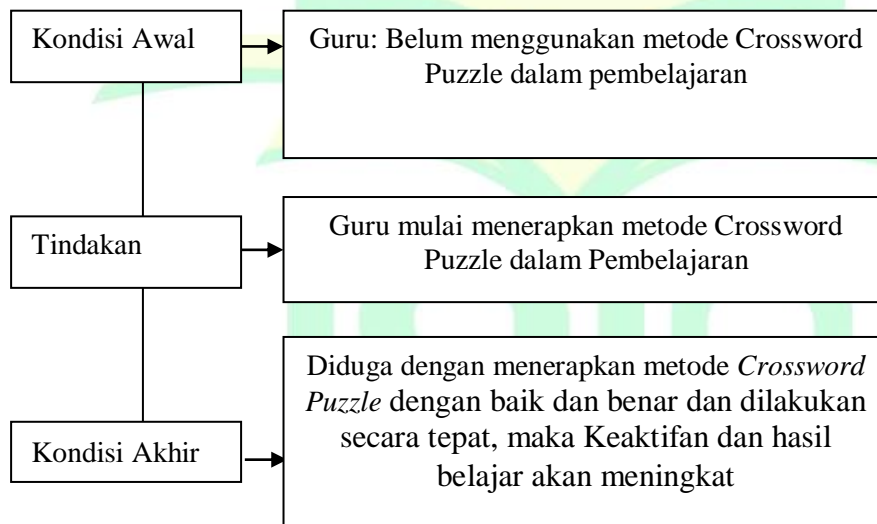 Kondisi Awal
Guru: Belum menggunakan metode Crossword
Puzzle dalam pembelajaran
Tindakan
Guru mulai menerapkan metode Crossword
Puzzle dalam Pembelajaran
Kondisi Akhir
Diduga dengan menerapkan metode Crossword
Puzzle dengan baik dan benar dan dilakukan
secara tepat, maka Keaktifan dan hasil
belajar akan meningkat